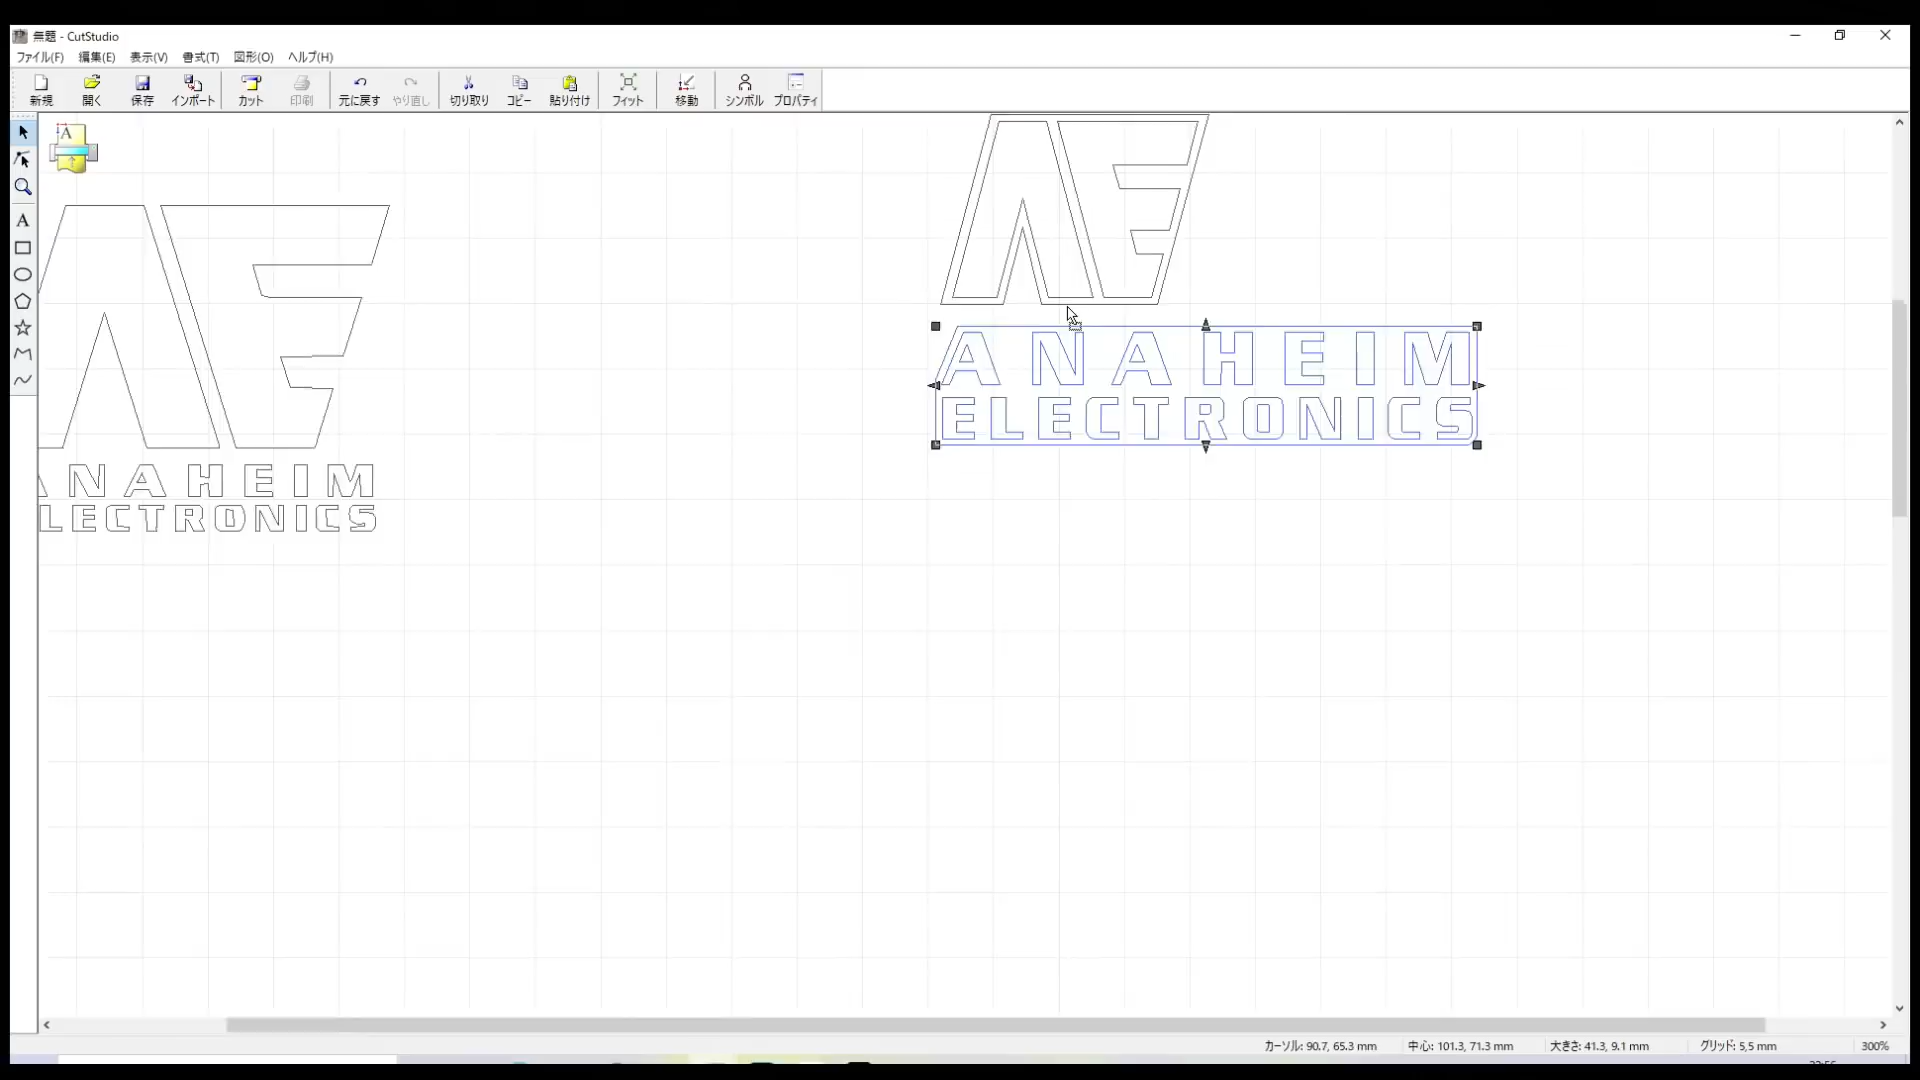 無題 - CutStudio
ファイル(F) 編集(E) 表示(V) 書式(T) 図形(O) ヘルプ(H)
新規 開く 保存 インポート カット 印刷 元に戻す やり直し 切り取り コピー 貼り付け フィット 移動 シンボル プロパティ
A
A
AE
AE
ANAHEIM
ELECTRONICS
NAHEIM
LECTRONICS
カーソル: 90.7, 65.3 mm 中心: 101.3, 71.3 mm 大きさ: 41.3, 9.1 mm グリッド: 5,5 mm 300%